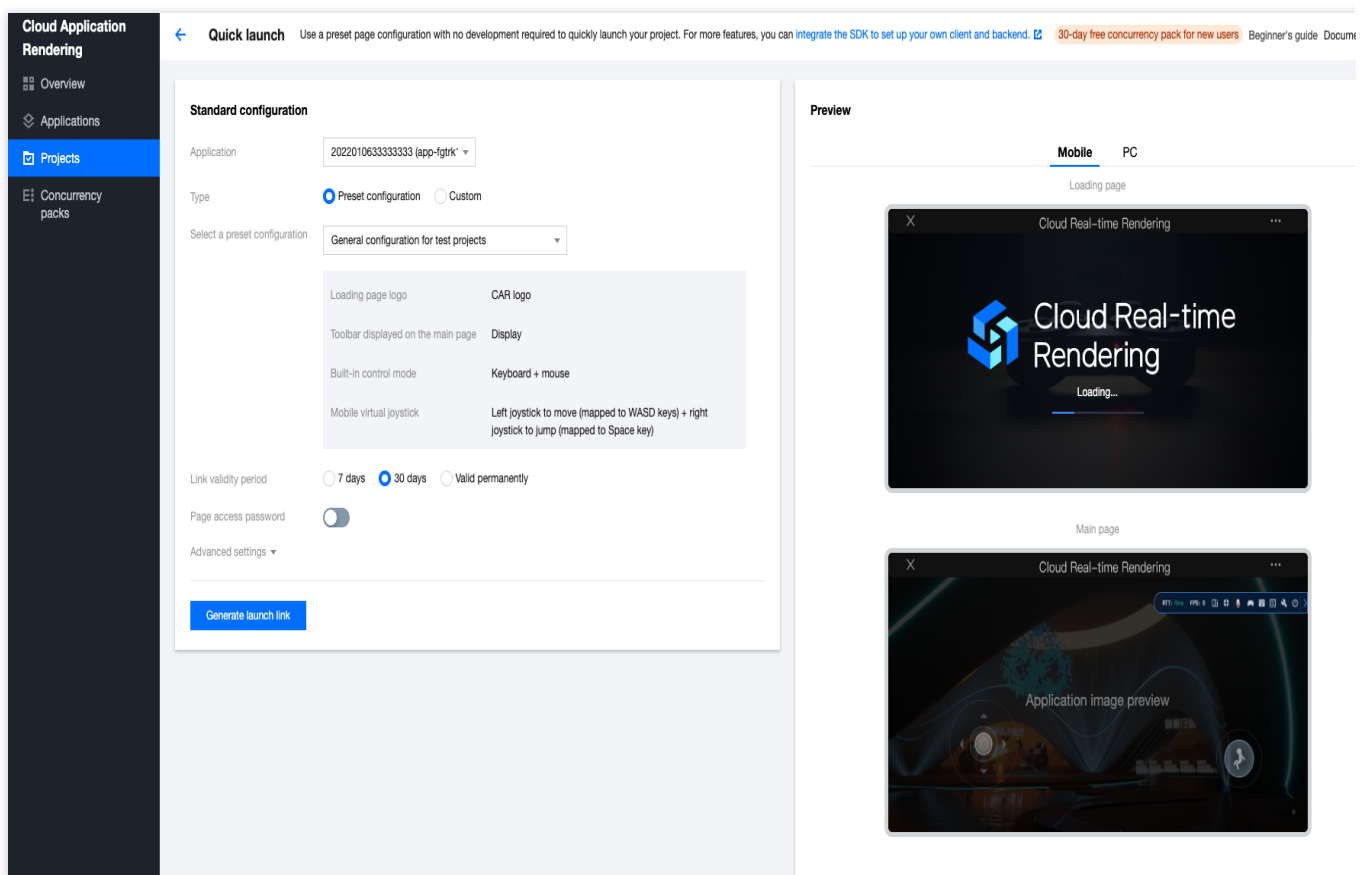 Cloud Application
Rendering
Overview
Applications
Projects
Concurrency
packs
Quick launch Use a preset page configuration with no development required to quickly launch your project. For more features, you can integrate the SDK to set up your own client and backend. 30-day free concurrency pack for new users Beginner's guide Docume
Standard configuration
Application 2022010633333333 (app-fgtrk
Type Preset configuration Custom
Select a preset configuration General configuration for test projects
Loading page logo CAR logo
Toolbar displayed on the main page Display
Built-in control mode Keyboard + mouse
Mobile virtual joystick Left joystick to move (mapped to WASD keys) + right
joystick to jump (mapped to Space key)
Link validity period 7 days 30 days Valid permanently
Page access password
Advanced settings
Generate launch link
Preview
Mobile PC
Loading page
X Cloud Real-time Rendering ...
Cloud Real-time
Rendering
Loading...
Main page
X Cloud Real-time Rendering ...
RTT: FPS: 0
Application image preview